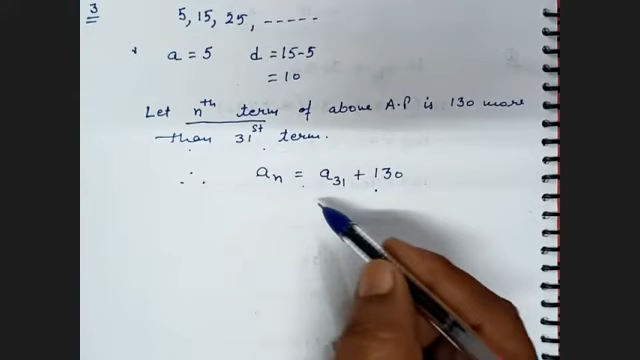 3
5, 15, 25, -----
a = 5 d = 15-5
= 10
Let nth term of above A.P is 130 more
than 31st term.
∴ an = a31 + 130